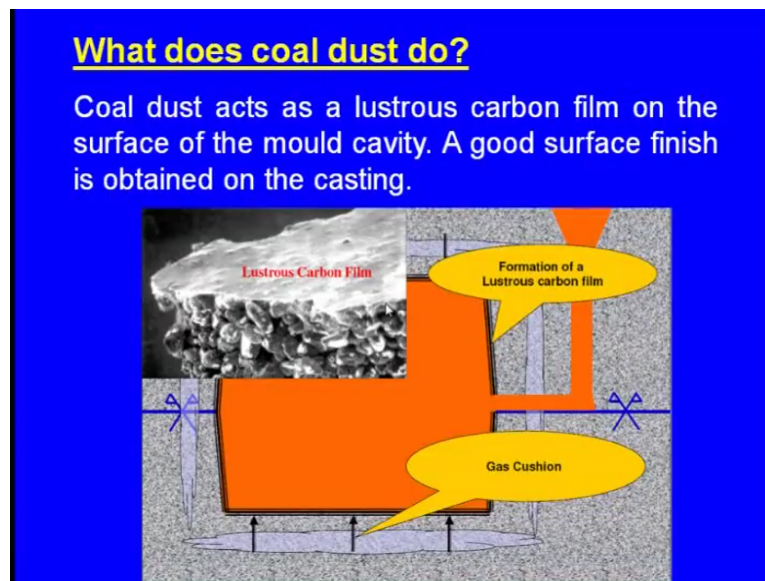 What does coal dust do?
Coal dust acts as a lustrous carbon film on the
surface of the mould cavity. A good surface finish
is obtained on the casting.
Lustrous Carbon Film
Formation of a
Lustrous carbon film
Gas Cushion